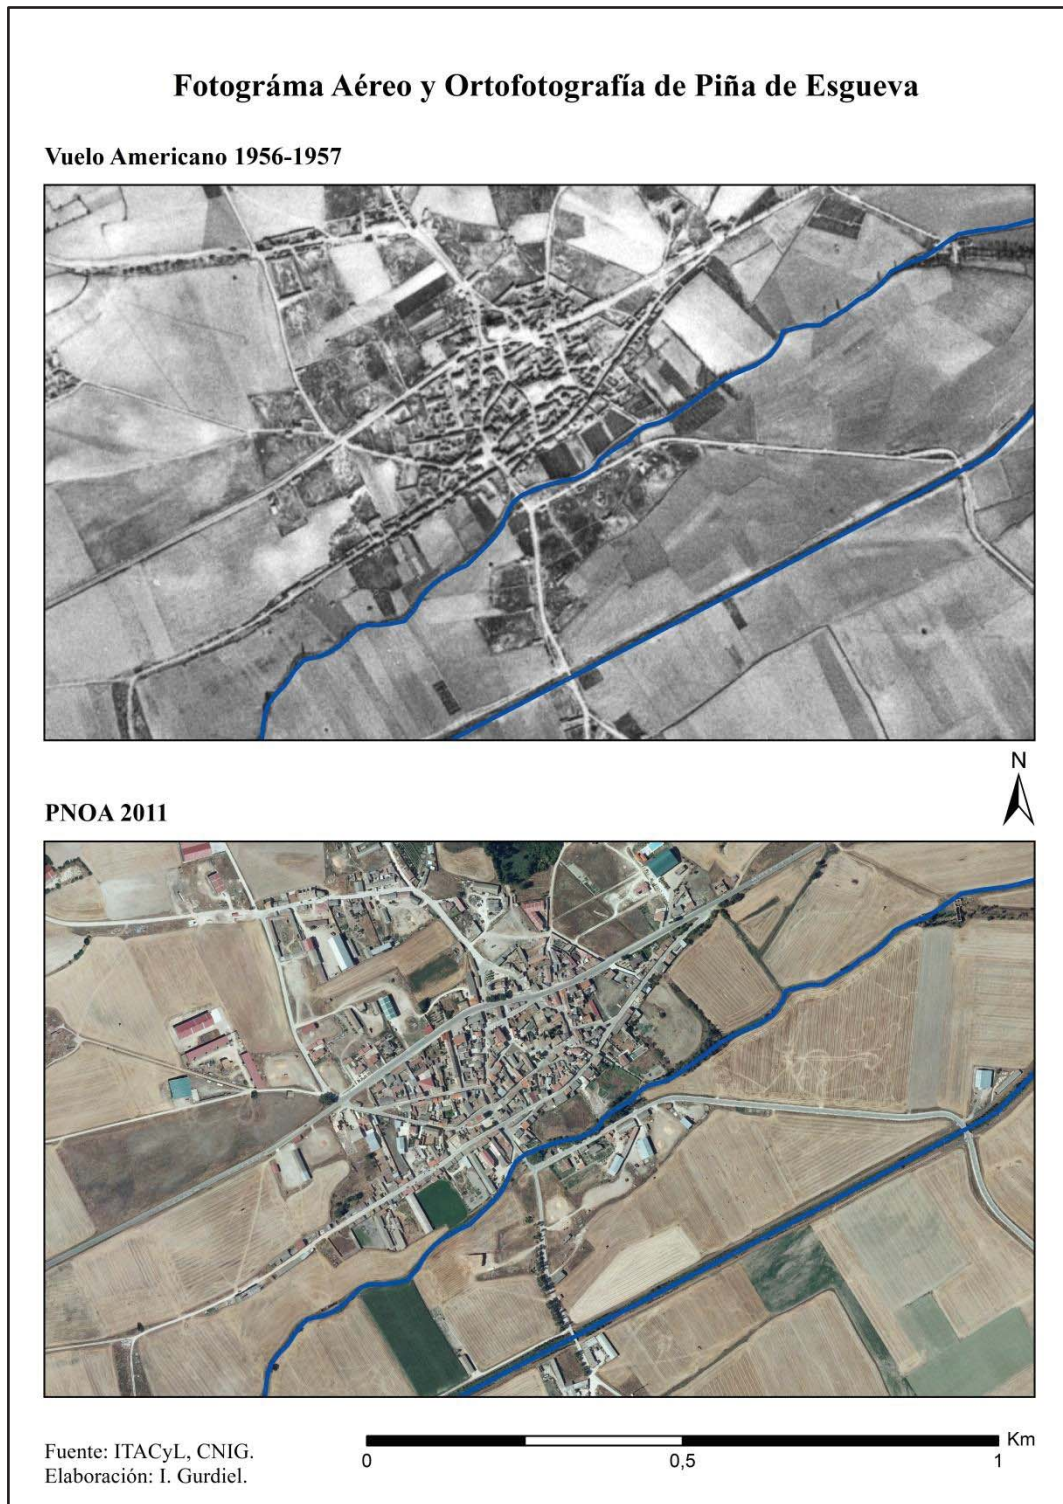 Fotográma Aéreo y Ortofotografía de Piña de Esgueva
Vuelo Americano 1956-1957
N
PNOA 2011
Fuente: ITACyL, CNIG.
Elaboración: I. Gurdiel.
Km
0
0,5
1